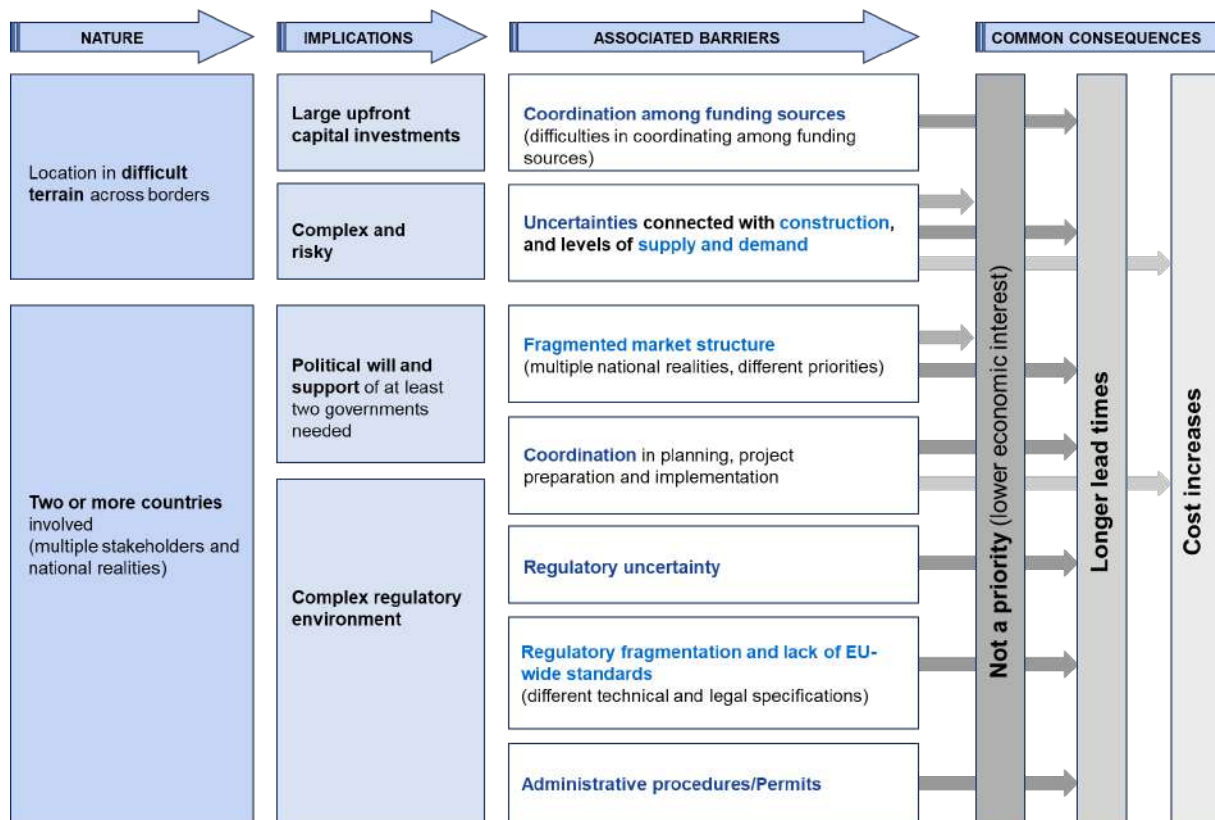 NATURE
IMPLICATIONS
ASSOCIATED BARRIERS
COMMON CONSEQUENCES
Location in difficult
terrain across borders
Large upfront
capital investments
Coordination among funding sources
(difficulties in coordinating among funding
sources)
Complex and
risky
Uncertainties connected with construction,
and levels of supply and demand
Two or more countries
involved
(multiple stakeholders and
national realities)
Political will and
support of at least
two governments
needed
Fragmented market structure
(multiple national realities, different priorities)
Coordination in planning, project
preparation and implementation
Complex regulatory
environment
Regulatory uncertainty
Regulatory fragmentation and lack of EU-
wide standards
(different technical and legal specifications)
Administrative procedures/Permits
Not a priority (lower economic interest)
Longer lead times
Cost increases